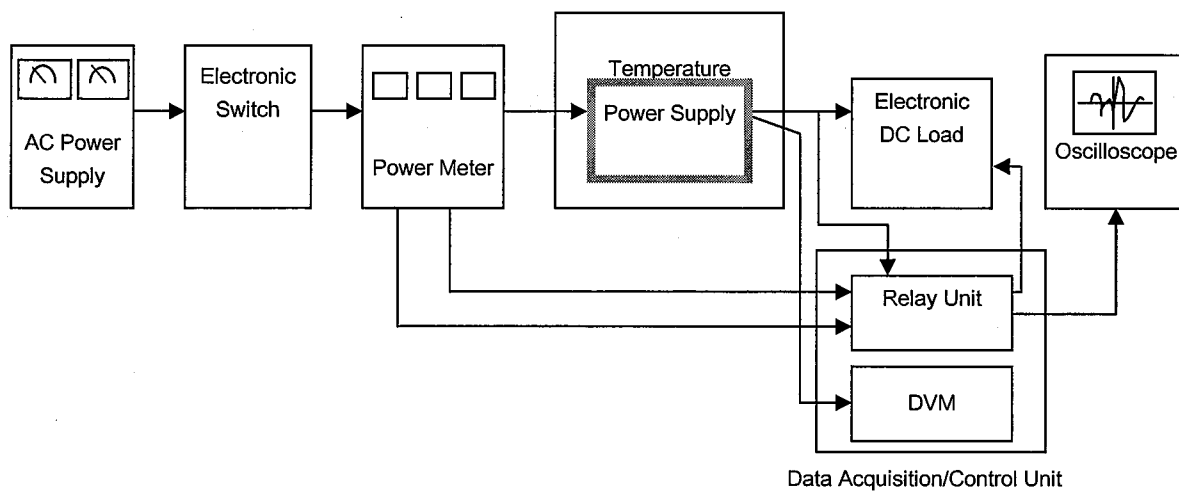 AC Power
Supply
Electronic
Switch
Power Meter
Temperature
Power Supply
Electronic
DC Load
Oscilloscope
Relay Unit
DVM
Data Acquisition/Control Unit